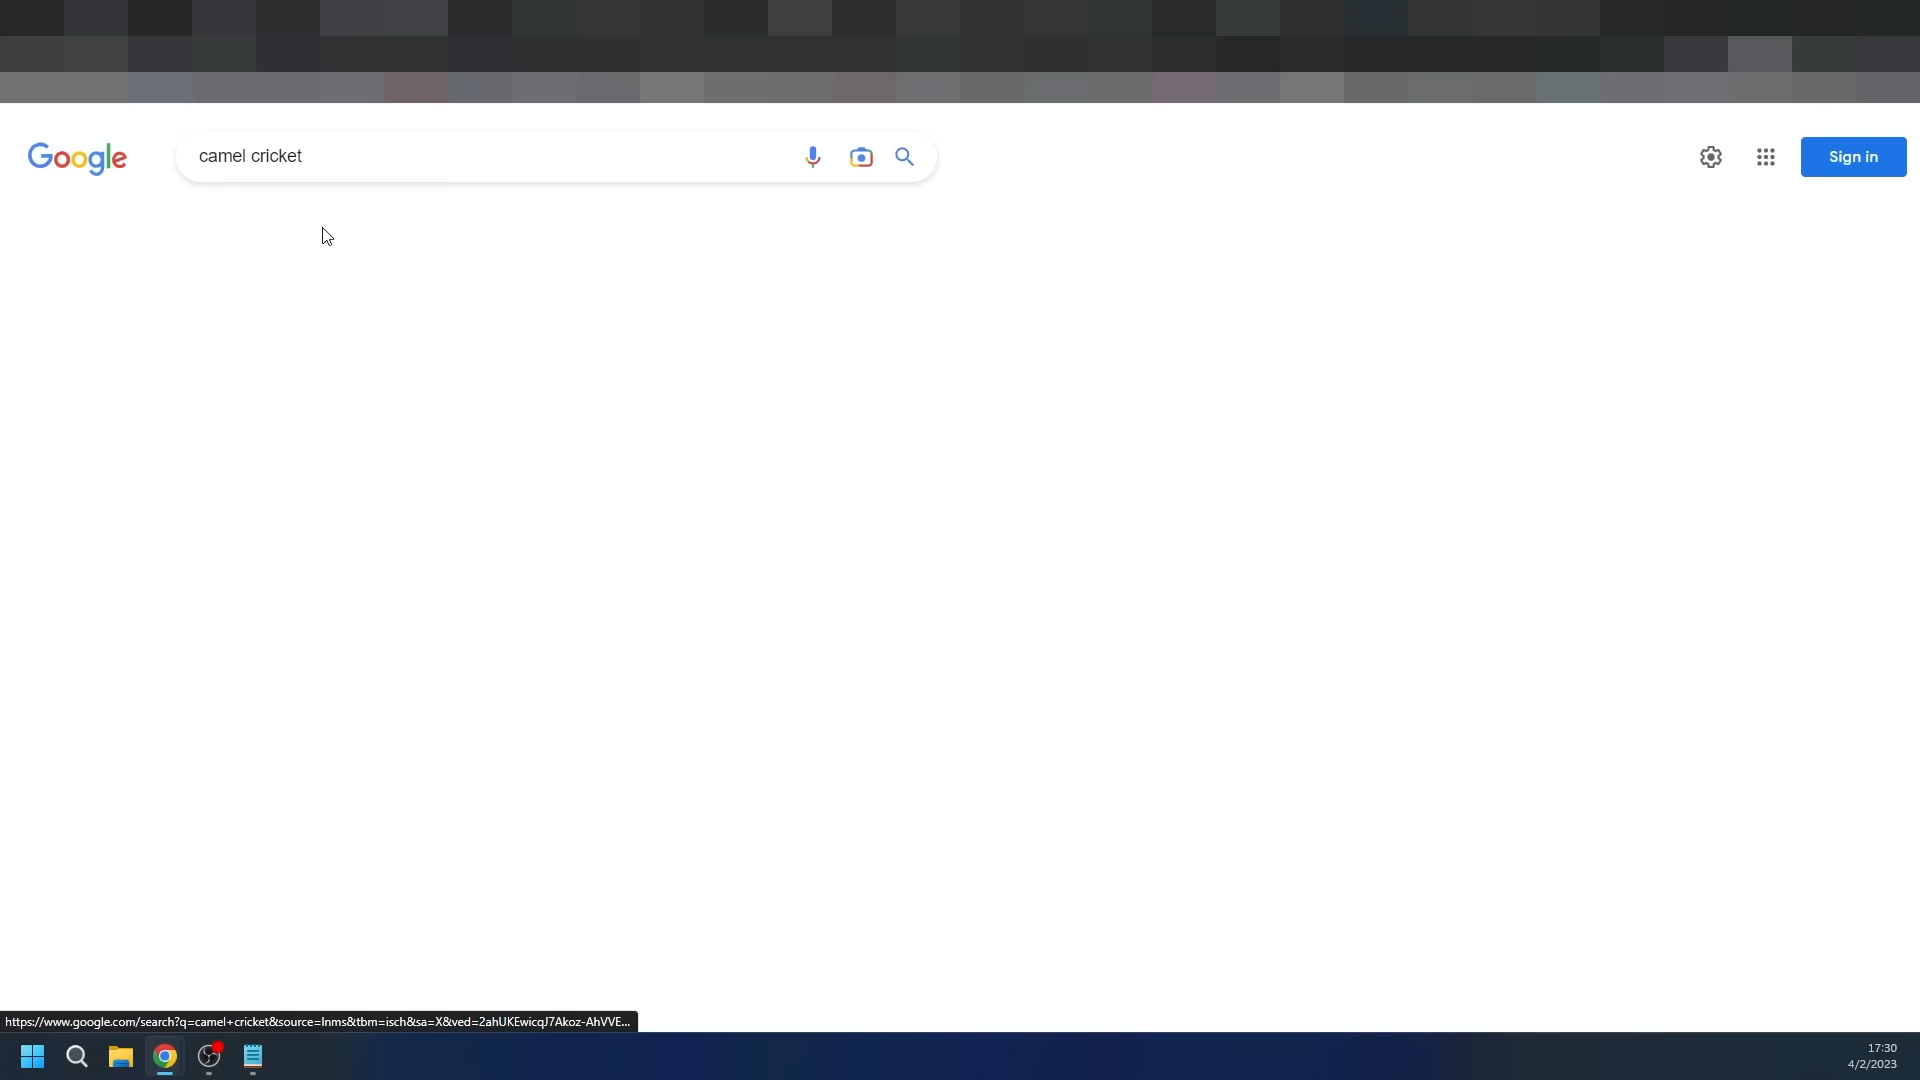 Google
camel cricket
Sign in
https://www.google.com/search?q=camel+cricket&source=lnms&tbm=isch&sa=X&ved=2ahUKEwicqJ7Akoz-AhVVE...
17:30
4/2/2023